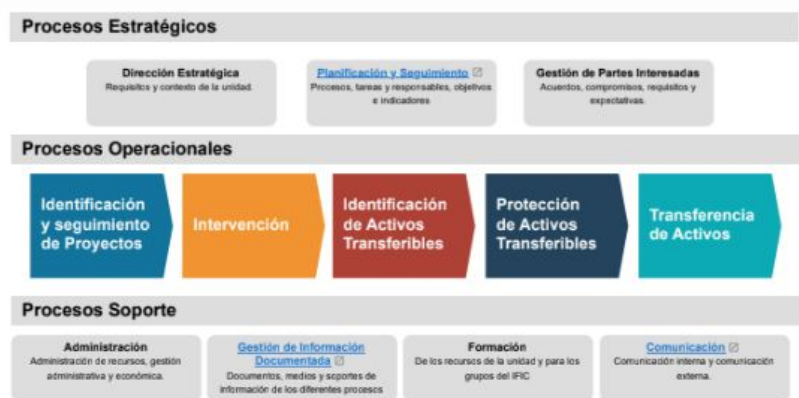 Procesos Estratégicos
Dirección Estratégica
Requisitos y contexto de la unidad.
Planificación y Seguimiento
Procesos, tareas y responsables, objetivos
e indicadores
Gestión de Partes Interesadas
Acuerdos, compromisos, requisitos y
expectativas.
Procesos Operacionales
Identificación
y seguimiento
de Proyectos
Intervención
Identificación
de Activos
Transferibles
Protección
de Activos
Transferibles
Transferencia
de Activos
Procesos Soporte
Administración
Administración de recursos, gestión
administrativa y económica.
Gestión de Información
Documentada
Documentos, medios y soportes de
información de los diferentes procesos
Formación
De los recursos de la unidad y para los
grupos del IFIC
Comunicación
Comunicación interna y comunicación
externa.